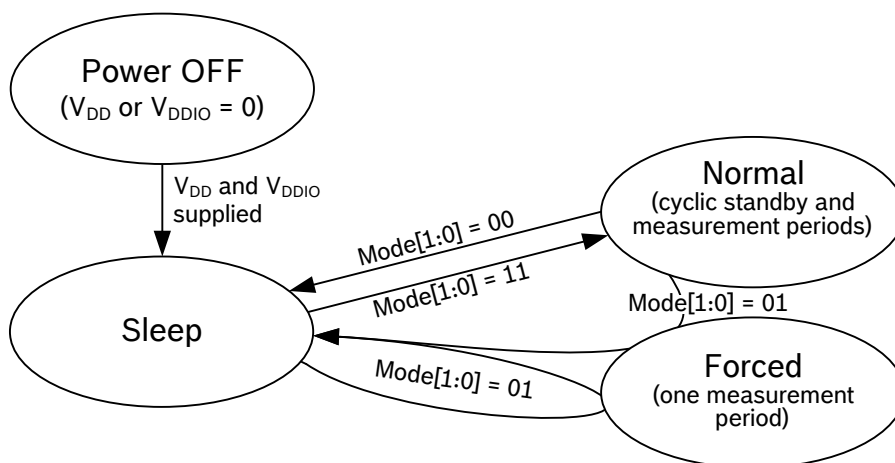 Power OFF
(VDD or VDDIO = 0)
VDD and VDDIO
supplied
Normal
(cyclic standby and
measurement periods)
Mode[1:0] = 00
Mode[1:0] = 11
Mode[1:0] = 01
Sleep
Mode[1:0] = 01
Forced
(one measurement
period)